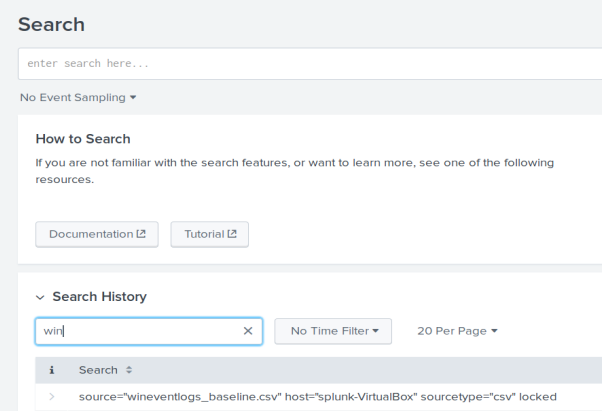 Search
enter search here...
No Event Sampling
How to Search
If you are not familiar with the search features, or want to learn more, see one of the following
resources.
Documentation
Tutorial
Search History
win
No Time Filter
20 Per Page
i
Search
source="wineventlogs_baseline.csv" host="splunk-VirtualBox" sourcetype="csv" locked